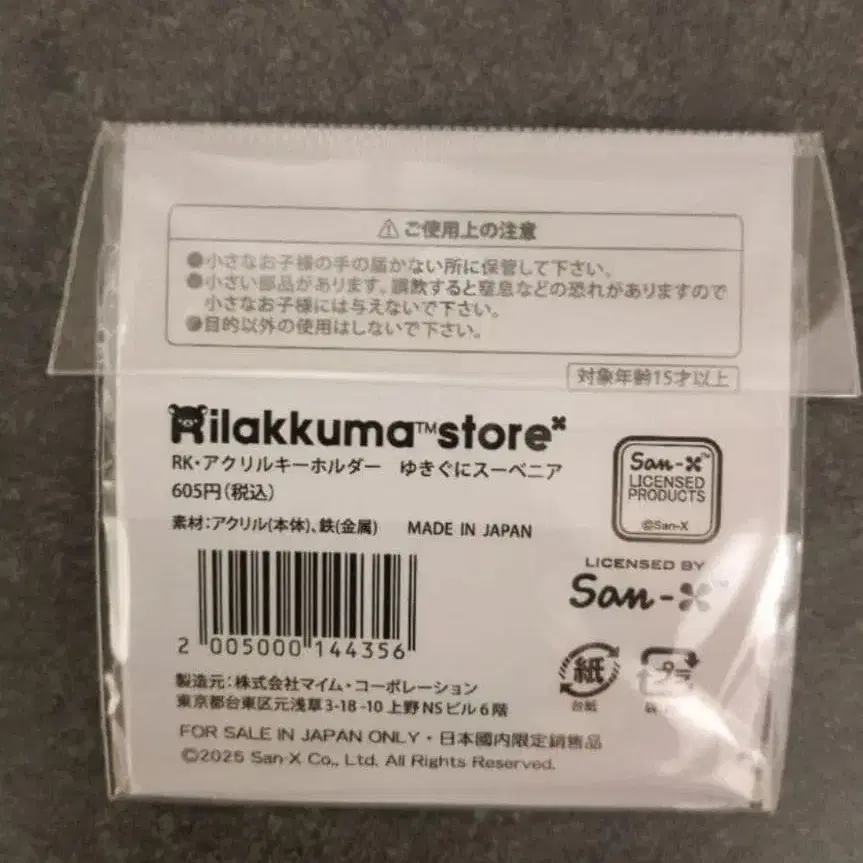 ⚠ご使用上の注意
●小さなお子様の手の届かない所に保管して下さい。
●小さい部品があります。誤飲すると窒息などの恐れがありますので
小さなお子様には与えないで下さい。
●目的以外の使用はしないで下さい。
対象年齢15才以上
Rilakkuma™store
RK・アクリルキーホルダー ゆきぐにスーベニア
605円(税込)
素材:アクリル(本体)、鉄(金属) MADE IN JAPAN
San-X™
LICENSED
PRODUCTS
©San-X
LICENSED BY
San-X™
2 005000 144356
紙
台紙
プラ
製造元:株式会社マイム・コーポレーション
東京都台東区元浅草3-18-10 上野NSビル6階
FOR SALE IN JAPAN ONLY・日本國内限定銷售品
©2025 San-X Co., Ltd. All Rights Reserved.